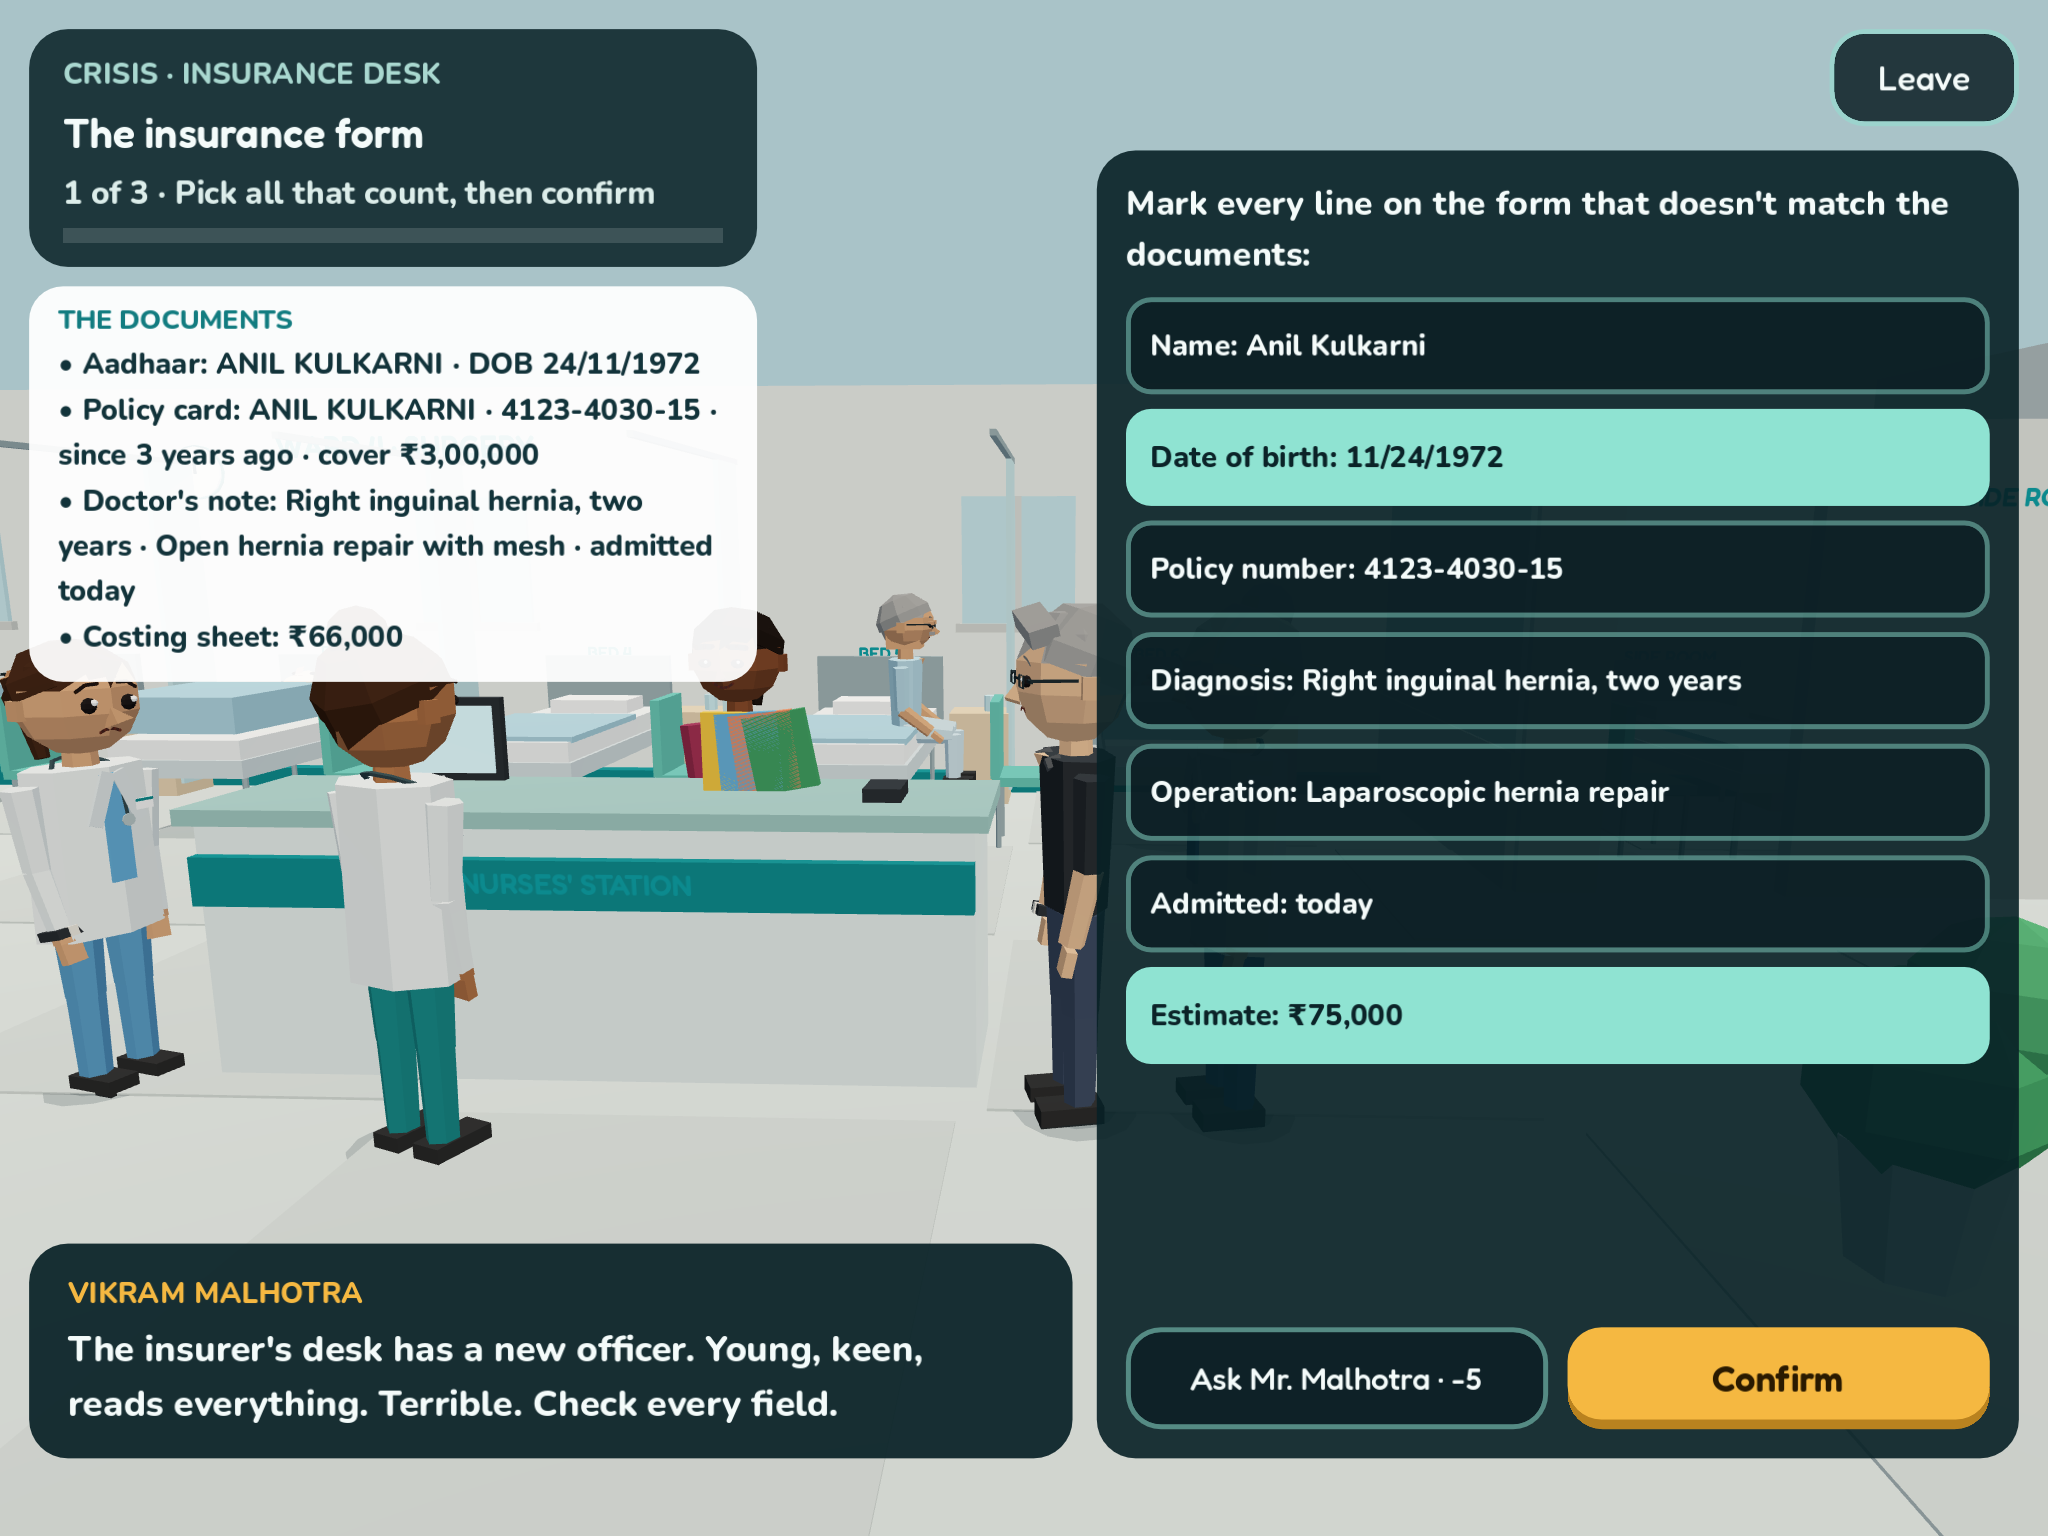 CRISIS · INSURANCE DESK
The insurance form
1 of 3 · Pick all that count, then confirm
Leave
THE DOCUMENTS
• Aadhaar: ANIL KULKARNI · DOB 24/11/1972
• Policy card: ANIL KULKARNI · 4123-4030-15 ·
since 3 years ago · cover ₹3,00,000
• Doctor's note: Right inguinal hernia, two
years · Open hernia repair with mesh · admitted
today
• Costing sheet: ₹66,000
Mark every line on the form that doesn't match the
documents:
Name: Anil Kulkarni
Date of birth: 11/24/1972
Policy number: 4123-4030-15
Diagnosis: Right inguinal hernia, two years
Operation: Laparoscopic hernia repair
Admitted: today
Estimate: ₹75,000
BED
NURSES' STATION
VIKRAM MALHOTRA
The insurer's desk has a new officer. Young, keen,
reads everything. Terrible. Check every field.
Ask Mr. Malhotra · -5
Confirm